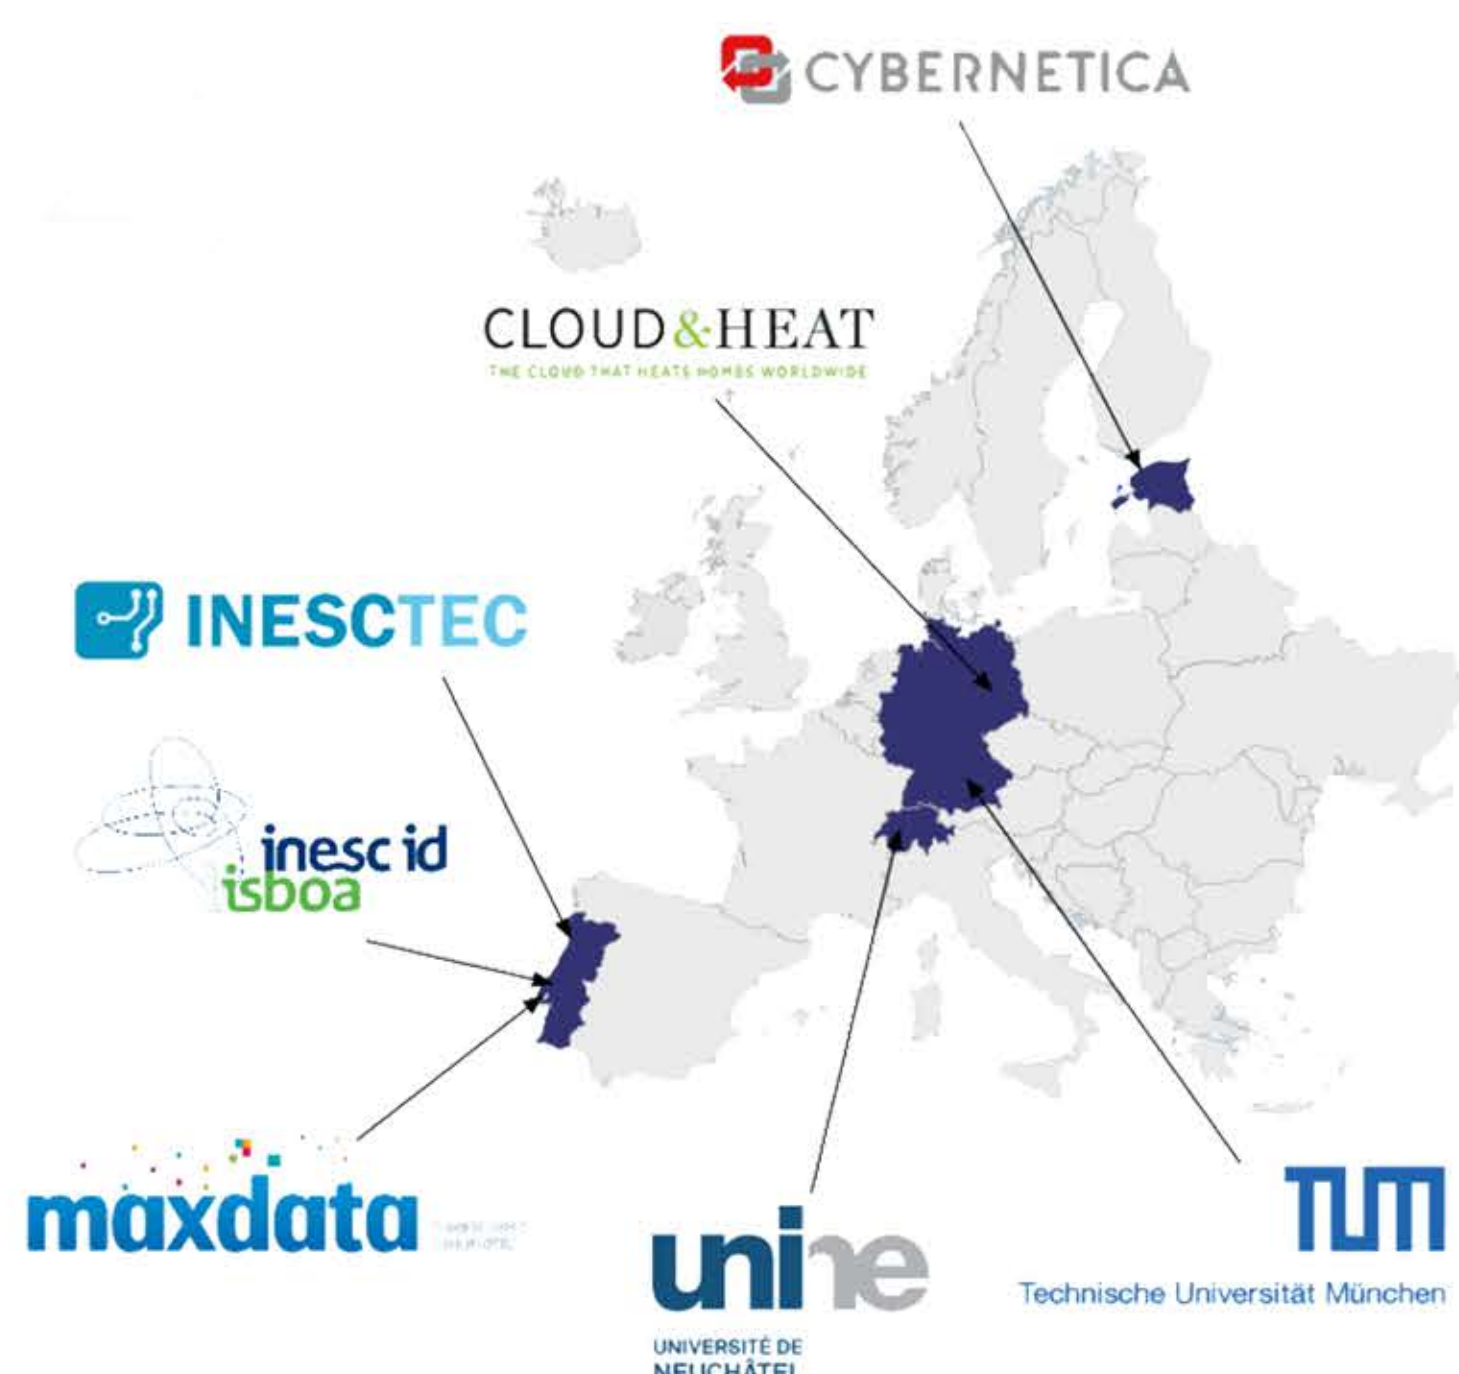 CYBERNETICA
CLOUD&HEAT
THE CLOUD THAT HEATS HOMES WORLDWIDE
INESCTEC
inesc id
isboa
maxdata
unine
UNIVERSITÉ DE
NEUCHÂTEL
TUM
Technische Universität München